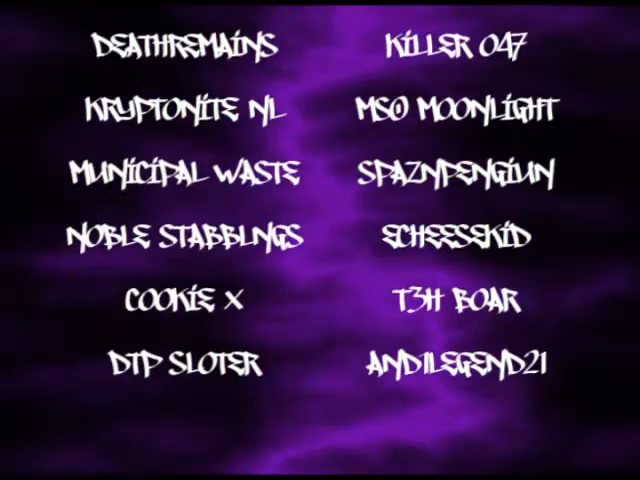 DEATHREMAINS KILLER 047
KRYPTONITE NL MSO MOONLIGHT
MUNICIPAL WASTE SPAZNPENGIUN
NOBLE STABBINGS ECHEESEKID
COOKIE X T3H BOAR
DTP SLOTER ANDILEGEND21